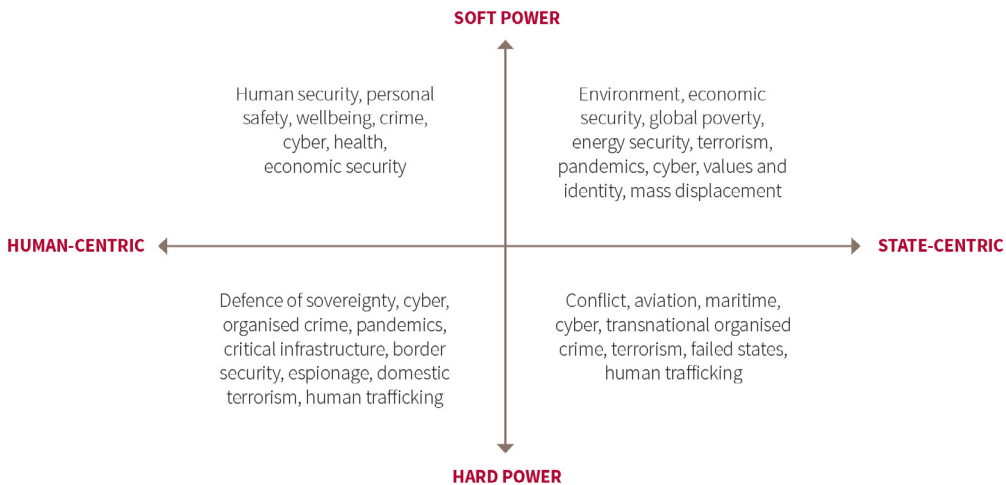 SOFT POWER
Human security, personal
safety, wellbeing, crime,
cyber, health,
economic security
Environment, economic
security, global poverty,
energy security, terrorism,
pandemics, cyber, values and
identity, mass displacement
HUMAN-CENTRIC
STATE-CENTRIC
Defence of sovereignty, cyber,
organised crime, pandemics,
critical infrastructure, border
security, espionage, domestic
terrorism, human trafficking
Conflict, aviation, maritime,
cyber, transnational organised
crime, terrorism, failed states,
human trafficking
HARD POWER